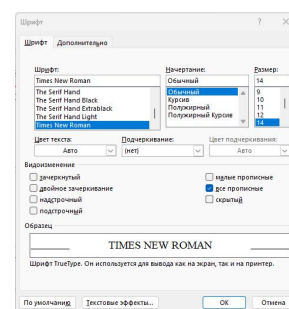 Шрифт ? ×
Шрифт Дополнительно
Шрифт: Начертание: Размер:
Times New Roman Обычный 14
The Serif Hand Обычный 9
The Serif Hand Black Курсив 10
The Serif Hand Extrablack Полужирный 11
The Serif Hand Light Полужирный Курсив 12
Times New Roman 14
Цвет текста: Подчеркивание: Цвет подчеркивания:
Авто (нет) Авто
Видоизменение
зачеркнутый малые прописные
двойное зачеркивание все прописные
надстрочный скрытый
подстрочный
Образец
TIMES NEW ROMAN
Шрифт TrueType. Он используется для вывода как на экран, так и на принтер.
По умолчанию Текстовые эффекты... ОК Отмена